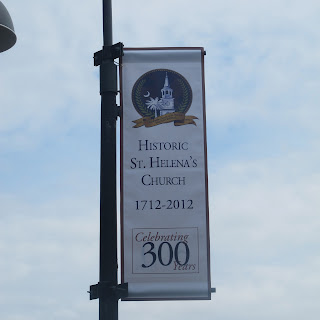 HISTORIC
ST. HELENA'S
CHURCH
1712-2012
Celebrating
300
Years